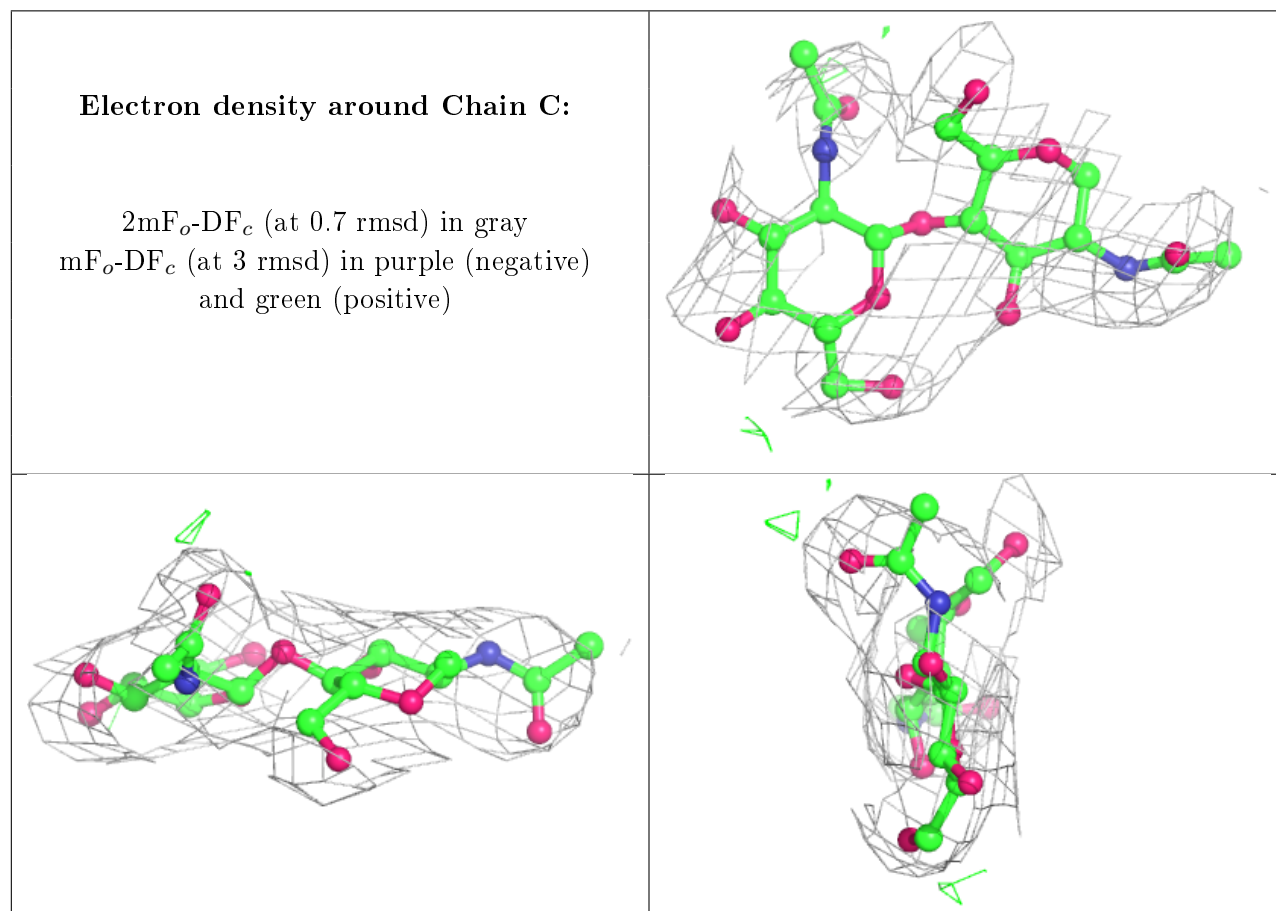 Electron density around Chain C:
2mFₒ-DF𝒸 (at 0.7 rmsd) in gray
mFₒ-DF𝒸 (at 3 rmsd) in purple (negative)
and green (positive)